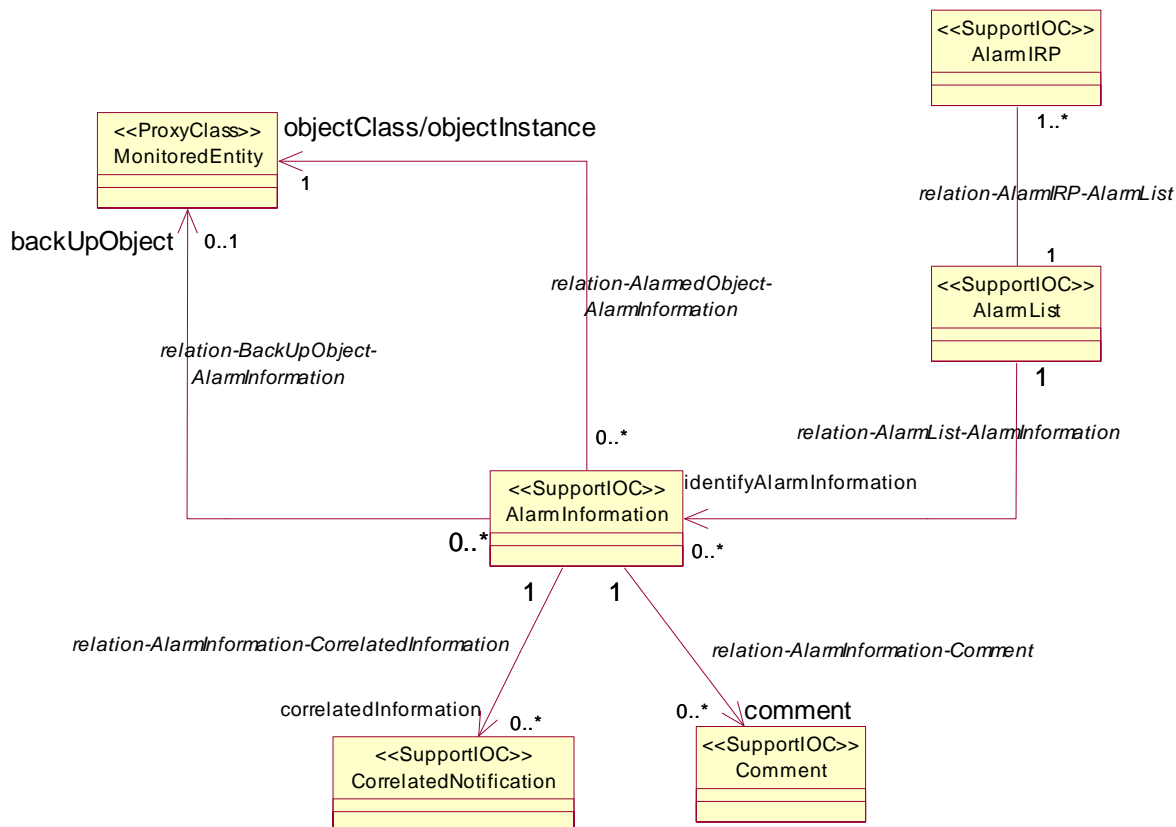 <<SupportIOC>>
AlarmIRP
1..*
<<ProxyClass>>
MonitoredEntity
objectClass/objectInstance
1
relation-AlarmIRP-AlarmList
backUpObject
0..1
1
<<SupportIOC>>
AlarmList
relation-AlarmedObject-
AlarmInformation
relation-BackUpObject-
AlarmInformation
1
0..*
relation-AlarmList-AlarmInformation
<<SupportIOC>>
AlarmInformation
identifyAlarmInformation
0..*
0..*
1
1
relation-AlarmInformation-CorrelatedInformation
relation-AlarmInformation-Comment
correlatedInformation
0..*
0..*
comment
<<SupportIOC>>
CorrelatedNotification
<<SupportIOC>>
Comment